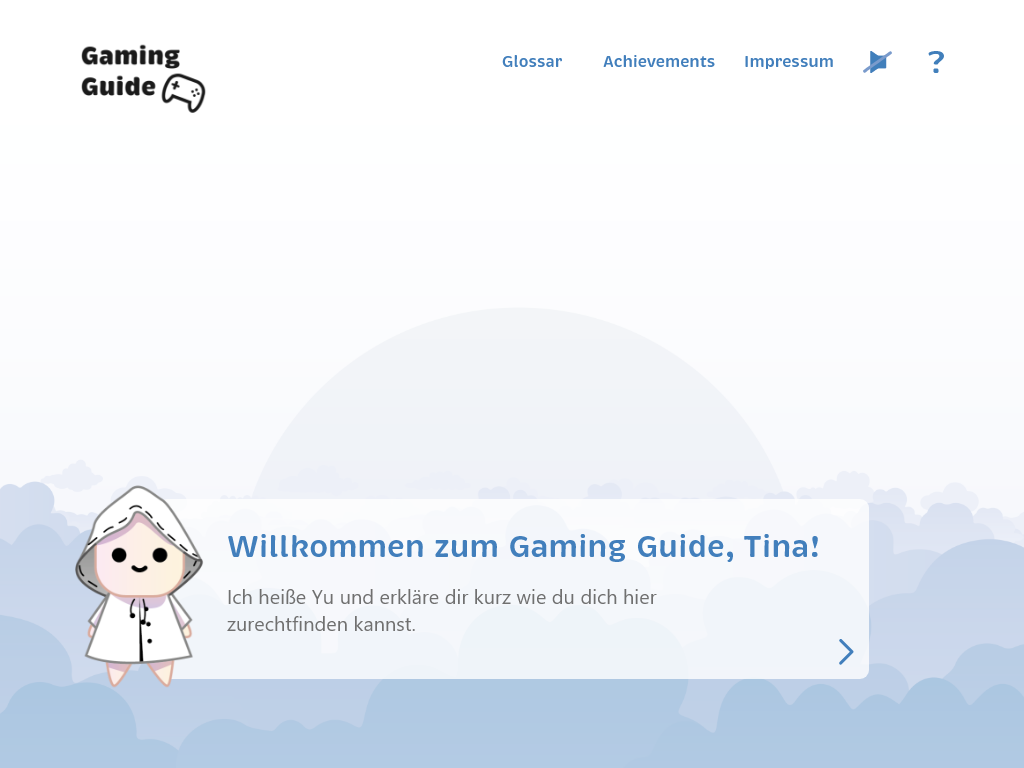 Gaming
Guide
Glossar
Achievements
Impressum
?
Willkommen zum Gaming Guide, Tina!
Ich heiße Yu und erkläre dir kurz wie du dich hier
zurechtfinden kannst.